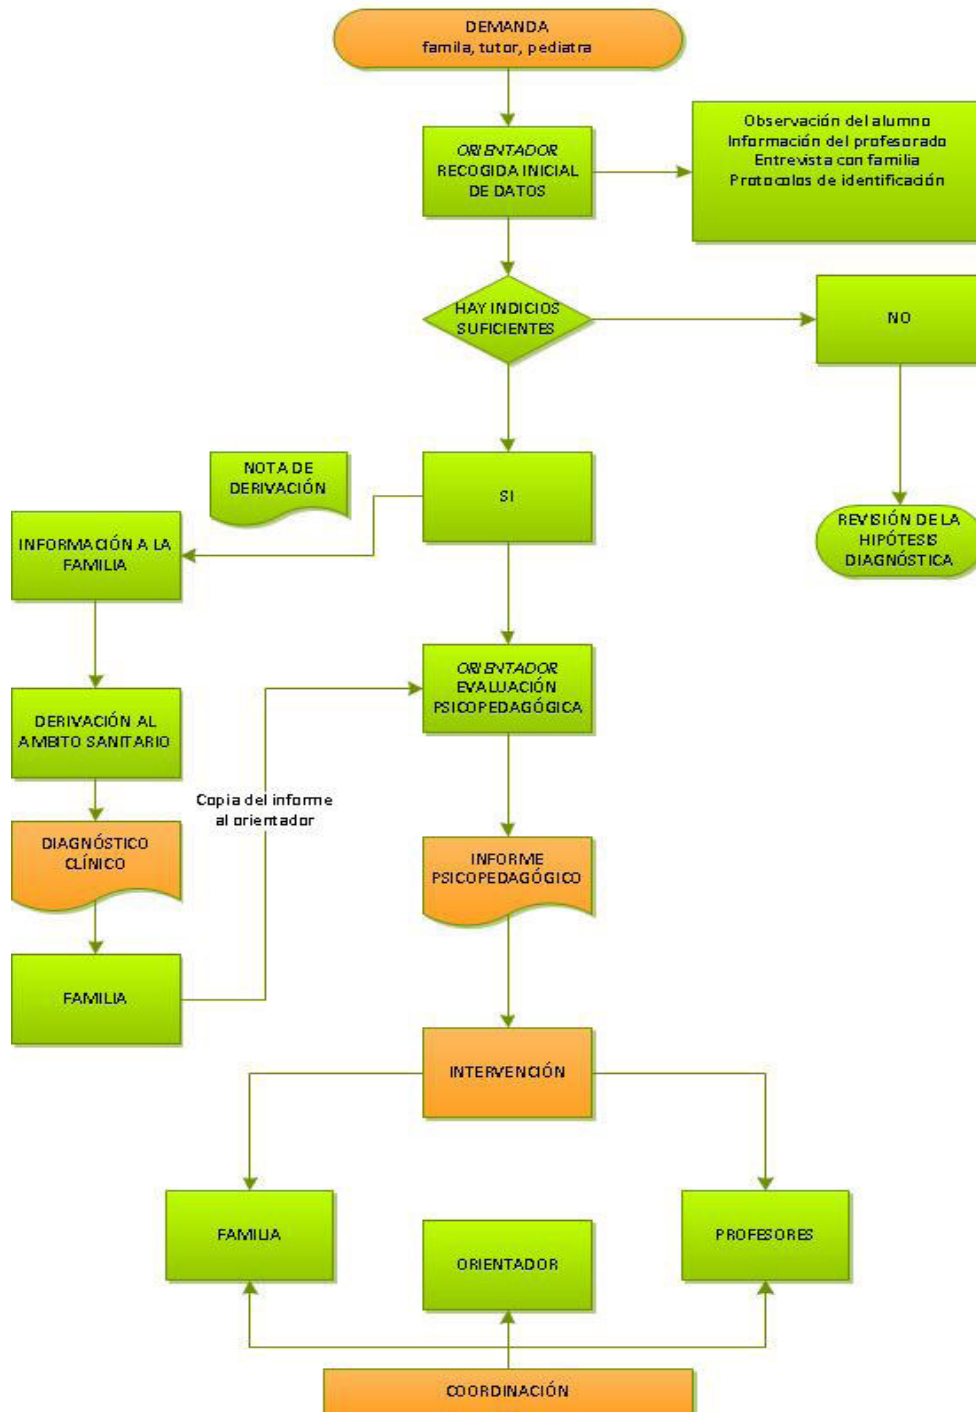 DEMANDA
famila, tutor, pediatra
ORIENTADOR
RECOGIDA INICIAL
DE DATOS
Observación del alumno
Información del profesorado
Entrevista con familia
Protocolos de identificación
HAY INDICIOS
SUFICIENTES
NO
NOTA DE
DERIVACIÓN
SI
REVISIÓN DE LA
HIPÓTESIS
DIAGNÓSTICA
INFORMACIÓN A LA
FAMILIA
ORIENTADOR
EVALUACIÓN
PSICOPEDAGÓGICA
DERIVACIÓN AL
AMBITO SANITARIO
Copia del informe
al orientador
DIAGNÓSTICO
CLÍNICO
INFORME
PSICOPEDAGÓGICO
FAMILIA
INTERVENCIÓN
FAMILIA
ORIENTADOR
PROFESORES
COORDINACIÓN